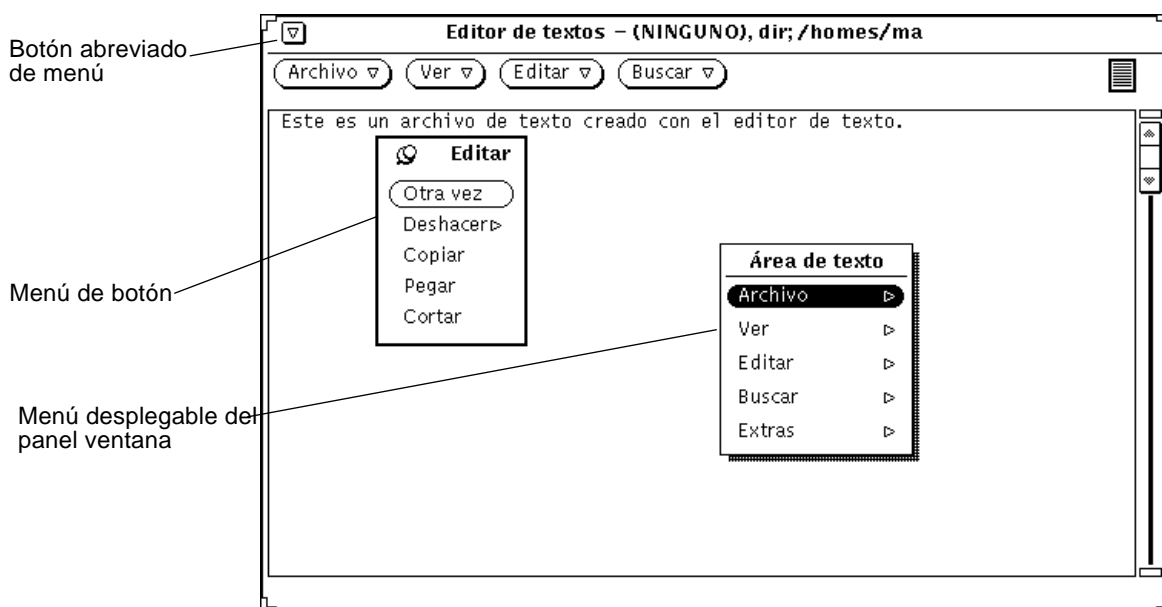 Editor de textos – (NINGUNO), dir; /homes/ma
Botón abreviado
de menú
Archivo Ver Editar Buscar
Este es un archivo de texto creado con el editor de texto.
Editar
Otra vez
Deshacer
Copiar
Pegar
Cortar
Menú de botón
Área de texto
Archivo
Ver
Editar
Buscar
Extras
Menú desplegable del
panel ventana